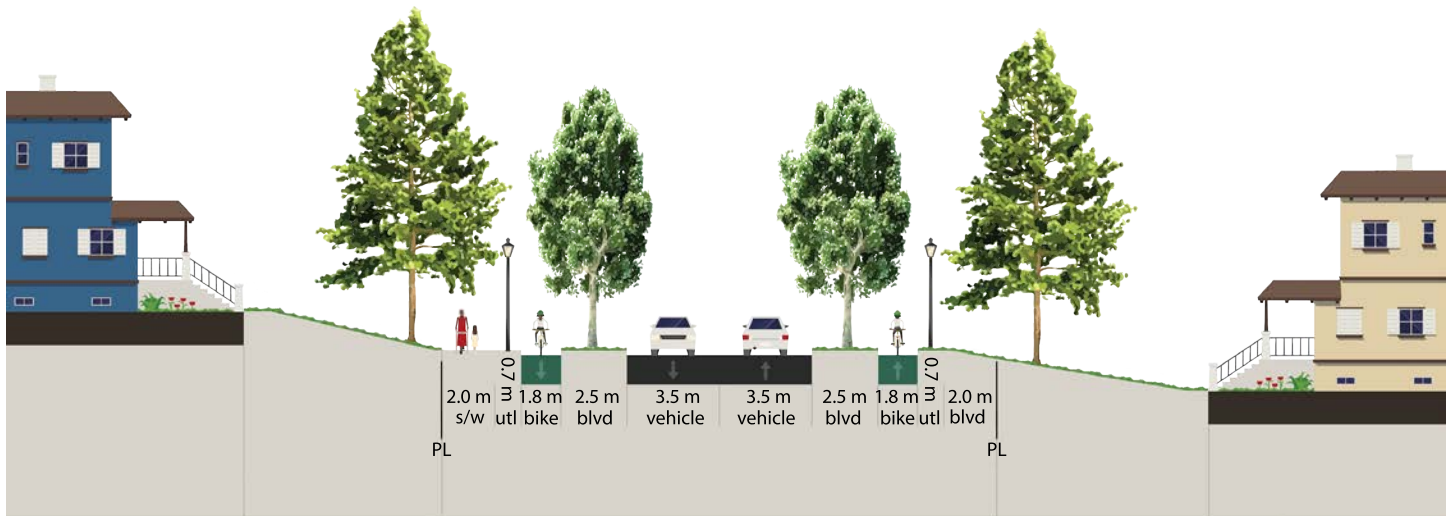 0.7 m
utl
2.0 m
s/w
1.8 m
bike
2.5 m
blvd
3.5 m
vehicle
3.5 m
vehicle
2.5 m
blvd
1.8 m
bike
0.7 m
utl
2.0 m
blvd
PL
PL